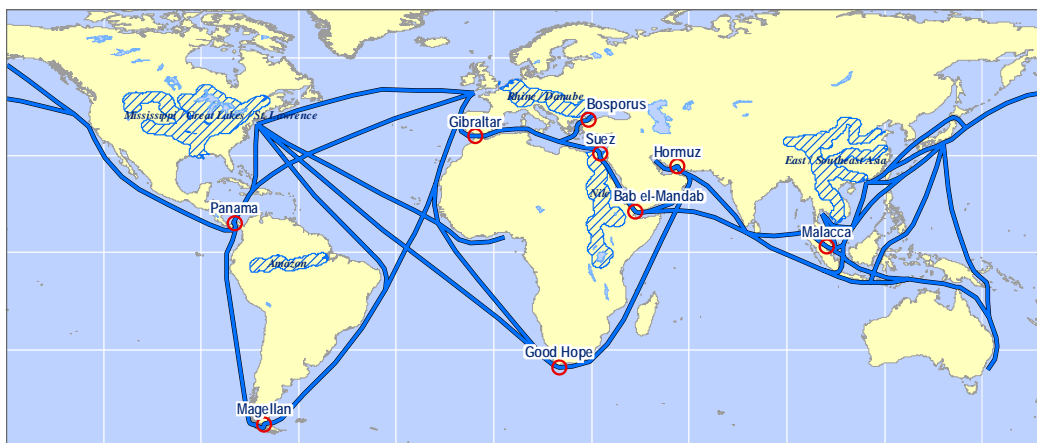 Rhine / Danube
Bosporus
Mississippi / Great Lakes / St. Lawrence
Gibraltar
Suez
Hormuz
East / Southeast Asia
Nile
Bab el-Mandab
Panama
Malacca
Amazon
Good Hope
Magellan